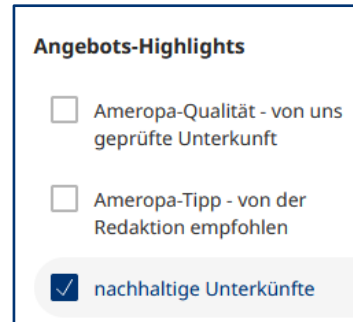 Angebots-Highlights
Ameropa-Qualität - von uns
geprüfte Unterkunft
Ameropa-Tipp - von der
Redaktion empfohlen
nachhaltige Unterkünfte